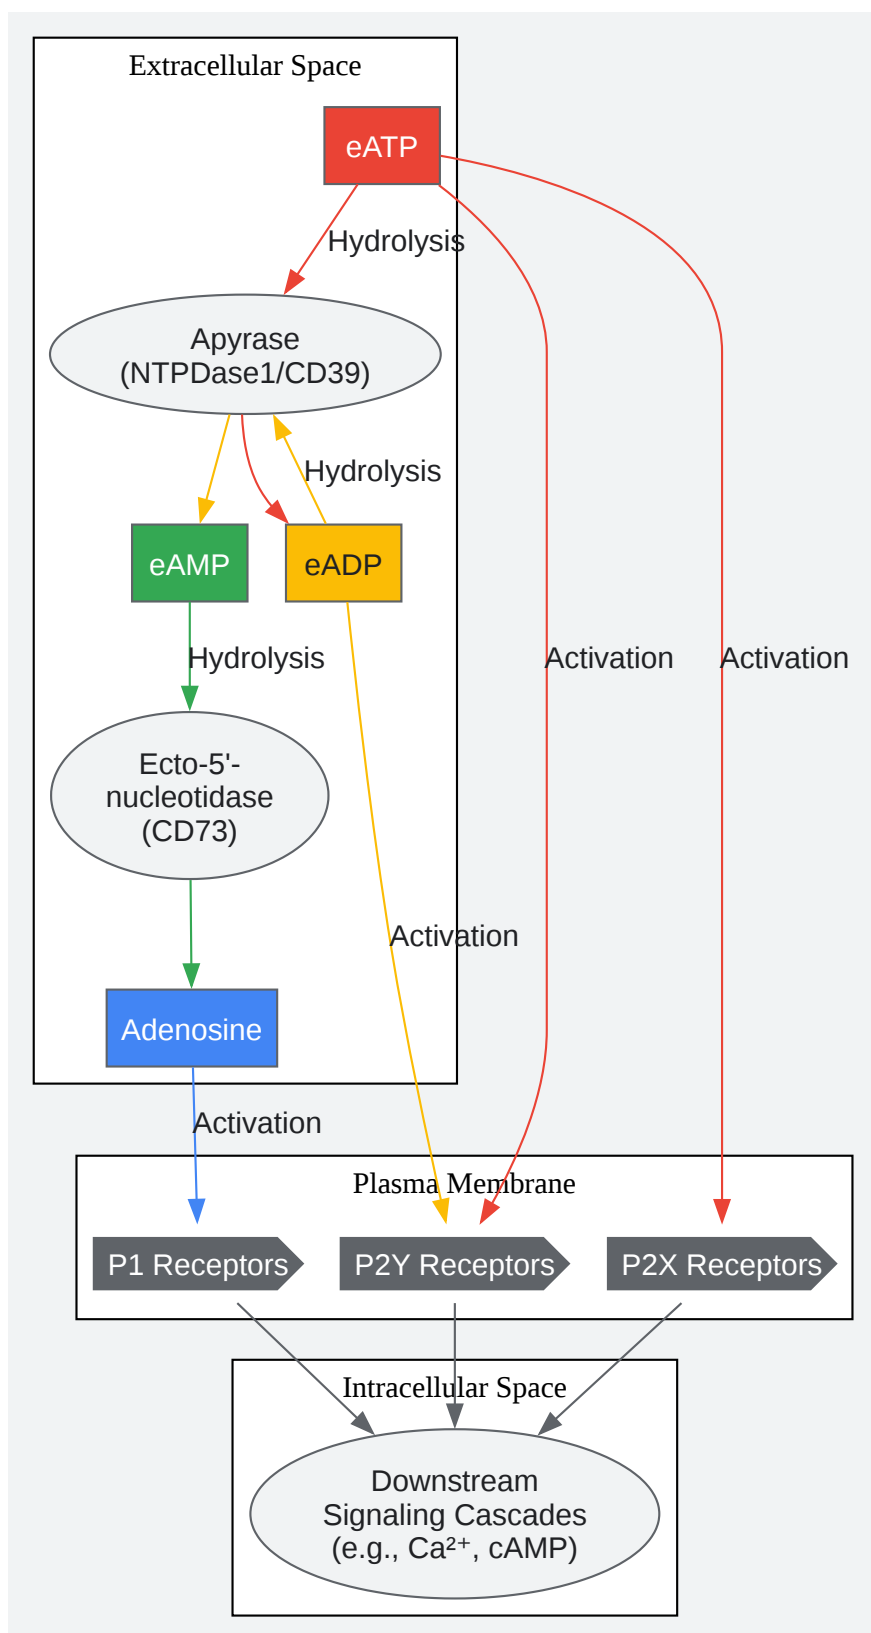 Extracellular Space
eATP
Hydrolysis
Apyrase
(NTPDase1/CD39)
Hydrolysis
eAMP
eADP
Hydrolysis
Activation
Activation
Ecto-5'-
nucleotidase
(CD73)
Activation
Adenosine
Activation
Plasma Membrane
P1 Receptors
P2Y Receptors
P2X Receptors
Intracellular Space
Downstream
Signaling Cascades
(e.g., Ca²⁺, cAMP)